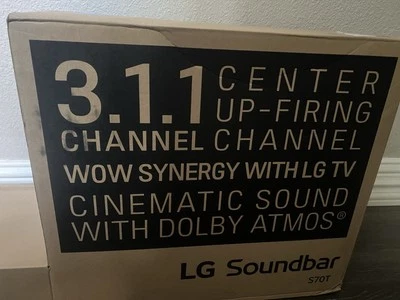 3.1.1 CENTER
UP-FIRING
CHANNEL CHANNEL
WOW SYNERGY WITH LG TV
CINEMATIC SOUND
WITH DOLBY ATMOS®
LG Soundbar
S70T